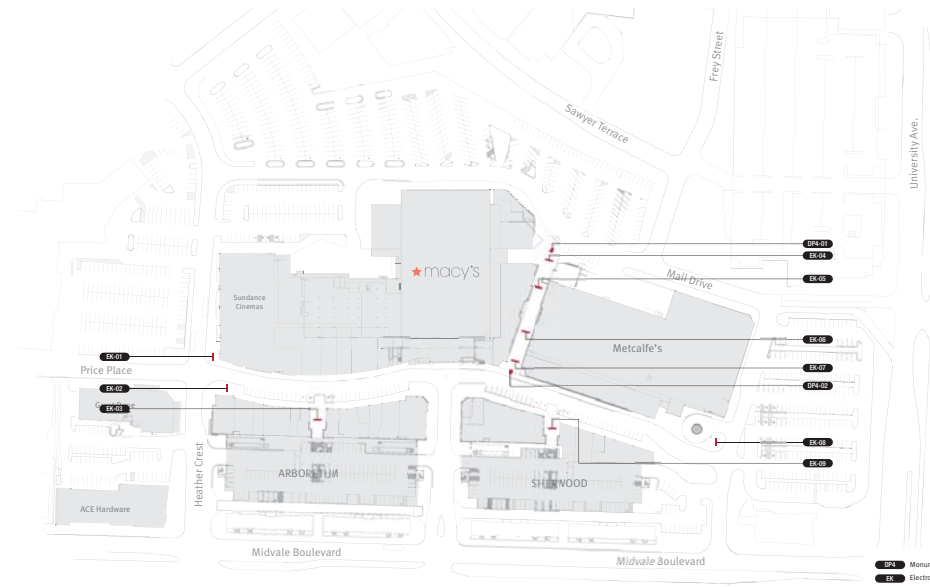 Frey Street
Sawyer Terrace
University Ave.
DP4-01
EK-04
macy's
Mall Drive
EK-05
Sundance
Cinemas
EK-06
Metcalfe's
EK-01
Price Place
EK-07
DP4-02
EK-02
EK-03
EK-08
Heather Crest
EK-09
ARBORETUM
SHERWOOD
ACE Hardware
Midvale Boulevard
Midvale Boulevard
DP4 Monu
EK Electro